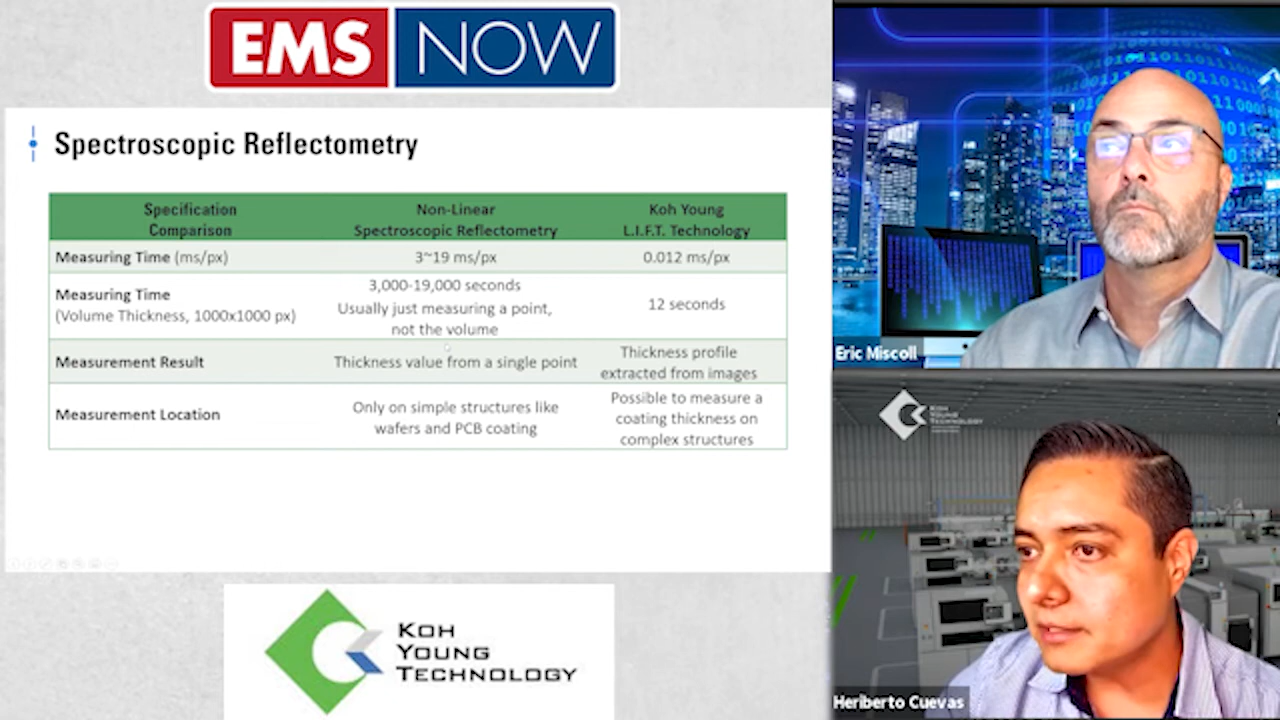 EMS NOW
Spectroscopic Reflectometry
Specification
Comparison
Non-Linear
Spectroscopic Reflectometry
Koh Young
L.I.F.T. Technology
Measuring Time (ms/px)
3~19 ms/px
0.012 ms/px
Measuring Time
(Volume Thickness, 1000x1000 px)
3,000-19,000 seconds
Usually just measuring a point,
not the volume
12 seconds
Measurement Result
Thickness value from a single point
Thickness profile
extracted from images
Measurement Location
Only on simple structures like
wafers and PCB coating
Possible to measure a
coating thickness on
complex structures
KOH
YOUNG
TECHNOLOGY
Eric Miscoll
KOH
YOUNG
TECHNOLOGY
Heriberto Cuevas